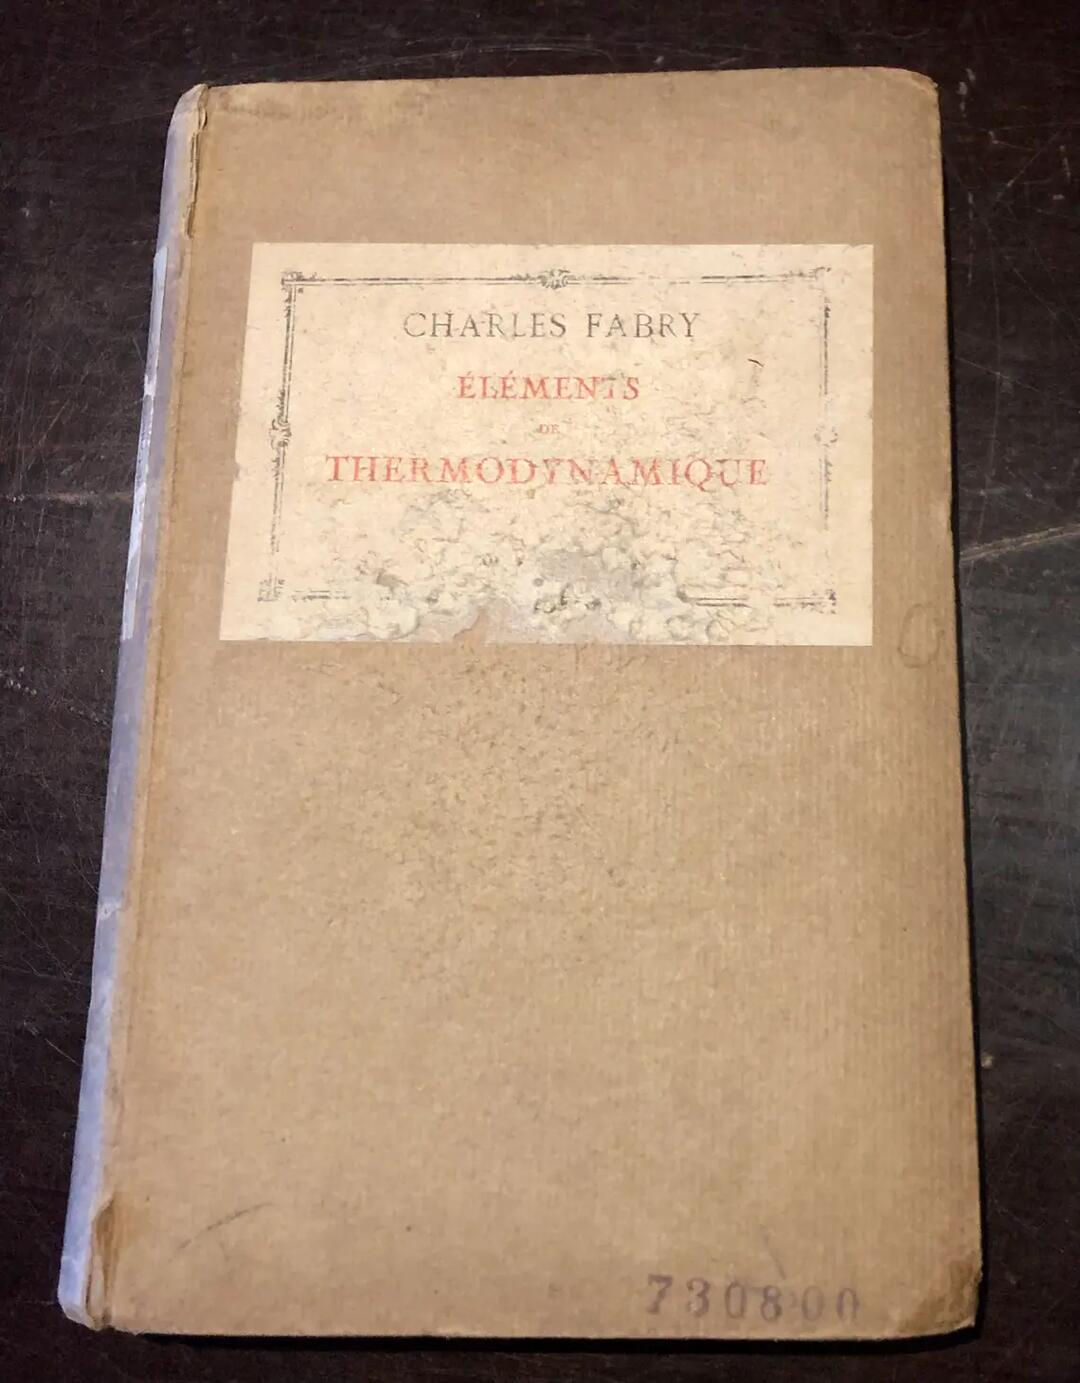 CHARLES FABRY
ÉLÉMENTS
DE
THERMODYNAMIQUE
730800